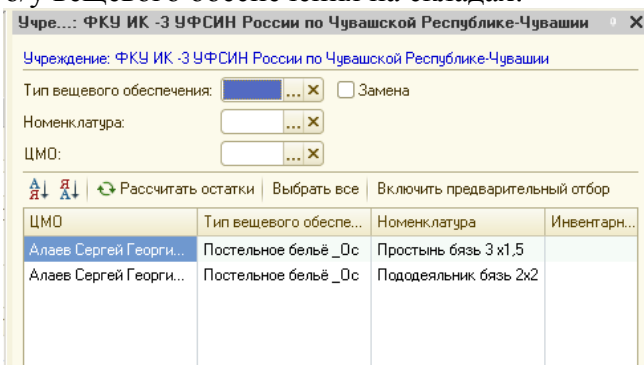 Учре...: ФКУ ИК -3 УФСИН России по Чувашской Республике-Чувашии
Учреждение: ФКУ ИК -3 УФСИН России по Чувашской Республике-Чувашии
Тип вещевого обеспечения: ... Замена
Номенклатура: ...
ЦМО: ...
Рассчитать остатки Выбрать все Включить предварительный отбор
ЦМО Тип вещевого обеспе... Номенклатура Инвентарн...
Алаев Сергей Георги... Постельное бельё _Ос Простынь бязь 3 х1,5
Алаев Сергей Георги... Постельное бельё _Ос Пододеяльник бязь 2х2